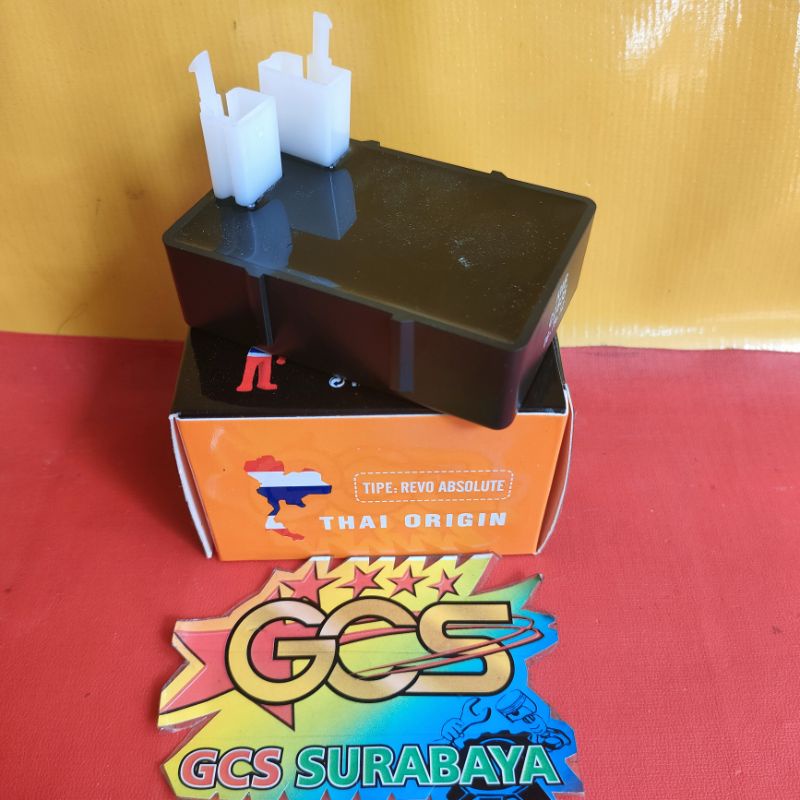 TIPE: REVO ABSOLUTE
THAI ORIGIN
GCS
GCS SURABAYA